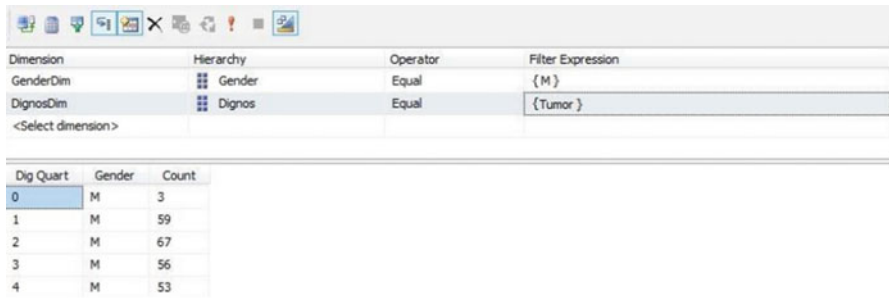 Dimension Hierarchy Operator Filter Expression
GenderDim Gender Equal { M }
DignosDim Dignos Equal { Tumor }
<Select dimension>
Dig Quart Gender Count
0 M 3
1 M 59
2 M 67
3 M 56
4 M 53